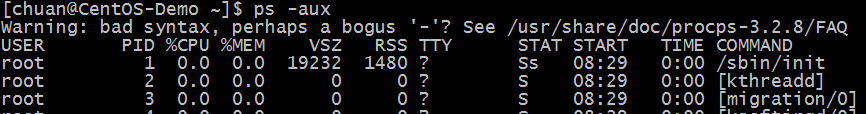 [chuan@CentOS-Demo ~]$ ps -aux
Warning: bad syntax, perhaps a bogus '-'? See /usr/share/doc/procps-3.2.8/FAQ
USER       PID %CPU %MEM    VSZ   RSS TTY      STAT START   TIME COMMAND
root         1  0.0  0.0  19232  1480 ?        Ss   08:29   0:00 /sbin/init
root         2  0.0  0.0      0     0 ?        S    08:29   0:00 [kthreadd]
root         3  0.0  0.0      0     0 ?        S    08:29   0:00 [migration/0]